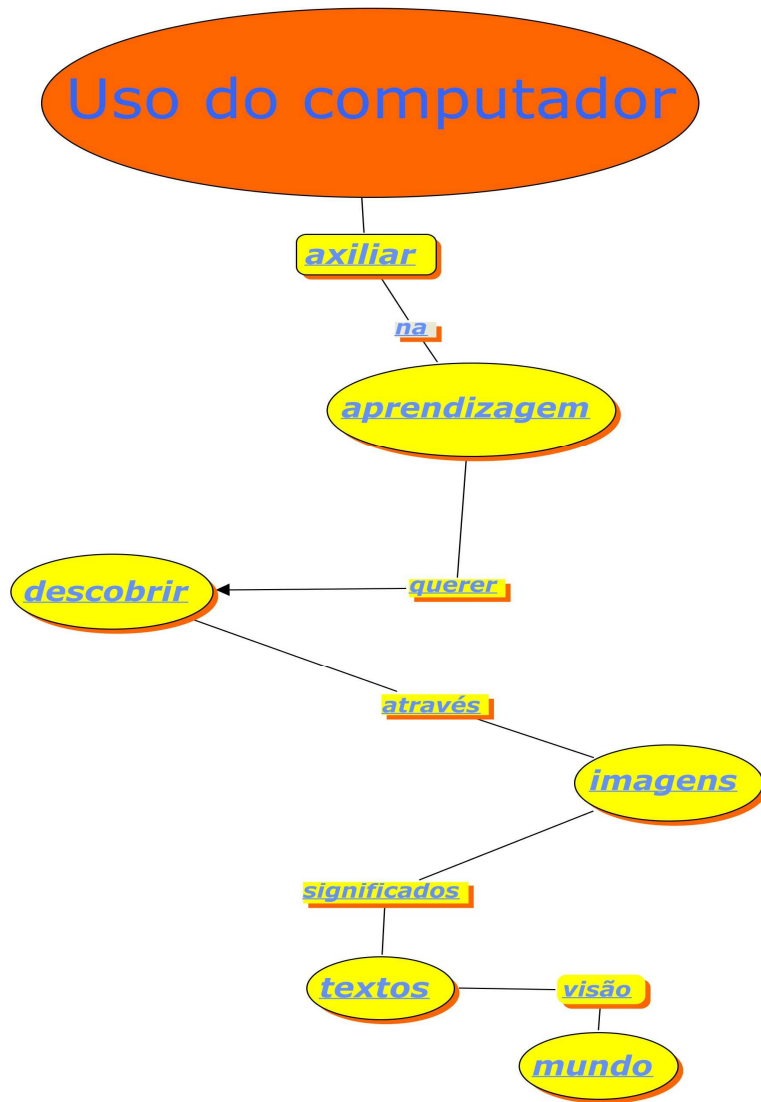 Uso do computador
axiliar
na
aprendizagem
querer
descobrir
através
imagens
significados
textos
visão
mundo